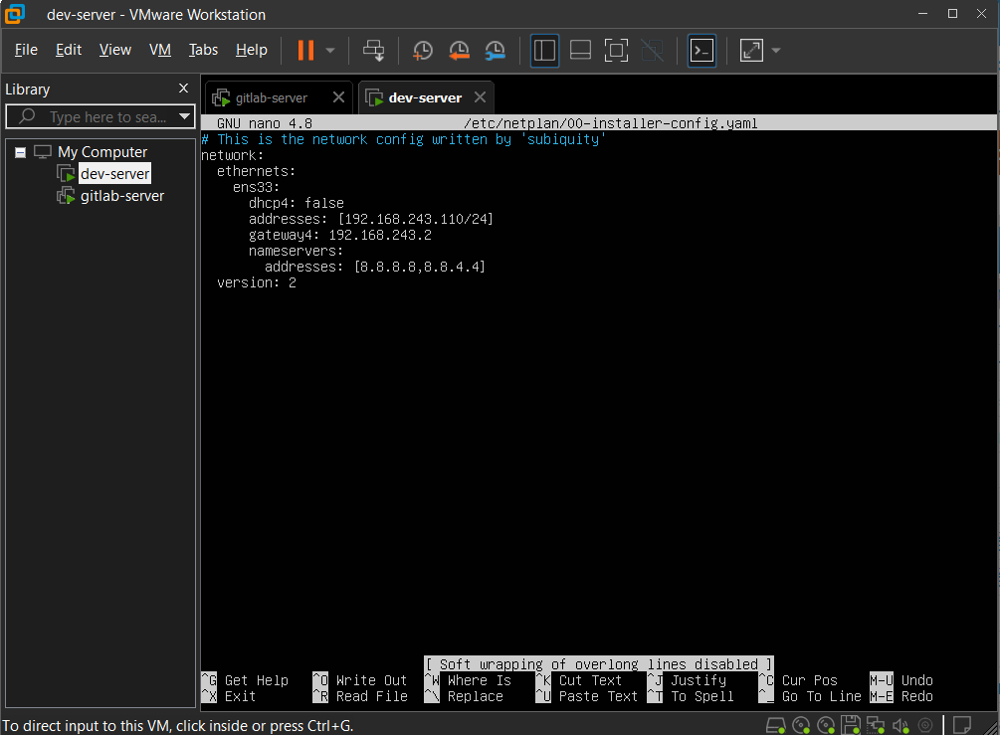 dev-server - VMware Workstation
File Edit View VM Tabs Help
Library
Type here to sea...
My Computer
dev-server
gitlab-server
gitlab-server
dev-server
GNU nano 4.8 /etc/netplan/00-installer-config.yaml
# This is the network config written by 'subiquity'
network:
  ethernets:
    ens33:
      dhcp4: false
      addresses: [192.168.243.110/24]
      gateway4: 192.168.243.2
      nameservers:
        addresses: [8.8.8.8,8.8.4.4]
  version: 2
[ Soft wrapping of overlong lines disabled ]
^G Get Help ^O Write Out ^W Where Is ^K Cut Text ^J Justify ^C Cur Pos M-U Undo
^X Exit ^R Read File ^\ Replace ^U Paste Text ^T To Spell ^_ Go To Line M-E Redo
To direct input to this VM, click inside or press Ctrl+G.